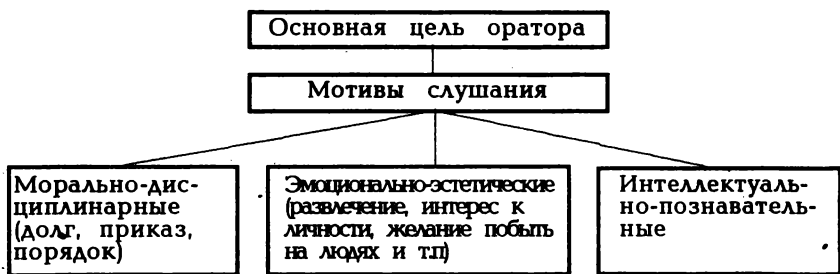 Основная цель оратора
Мотивы слушания
Морально-дис-
циплинарные
(долг, приказ,
порядок)
Эмоционально-эстетические
(развлечение, интерес к
личности, желание побыть
на людях и т.п)
Интеллектуаль-
но-познаватель-
ные